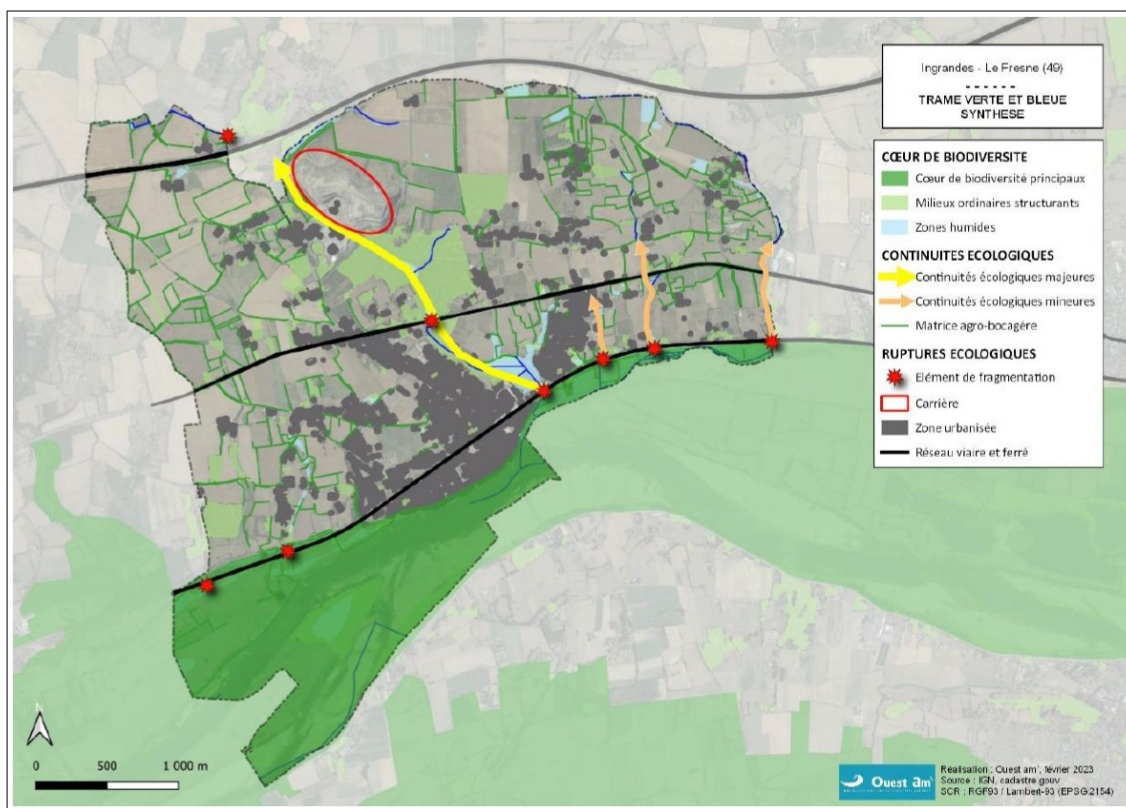 Ingrandes - Le Fresne (49)
------
TRAME VERTE ET BLEUE
SYNTHESE
CŒUR DE BIODIVERSITE
Cœur de biodiversité principaux
Milieux ordinaires structurants
Zones humides
CONTINUITES ECOLOGIQUES
Continuités écologiques majeures
Continuités écologiques mineures
Matrice agro-bocagère
RUPTURES ECOLOGIQUES
Elément de fragmentation
Carrière
Zone urbanisée
Réseau viaire et ferré
N
0 500 1 000 m
Ouest am'
Réalisation : Ouest am', février 2023
Source : IGN, cadastre.gouv
SCR : RGF93 / Lambert-93 (EPSG:2154)